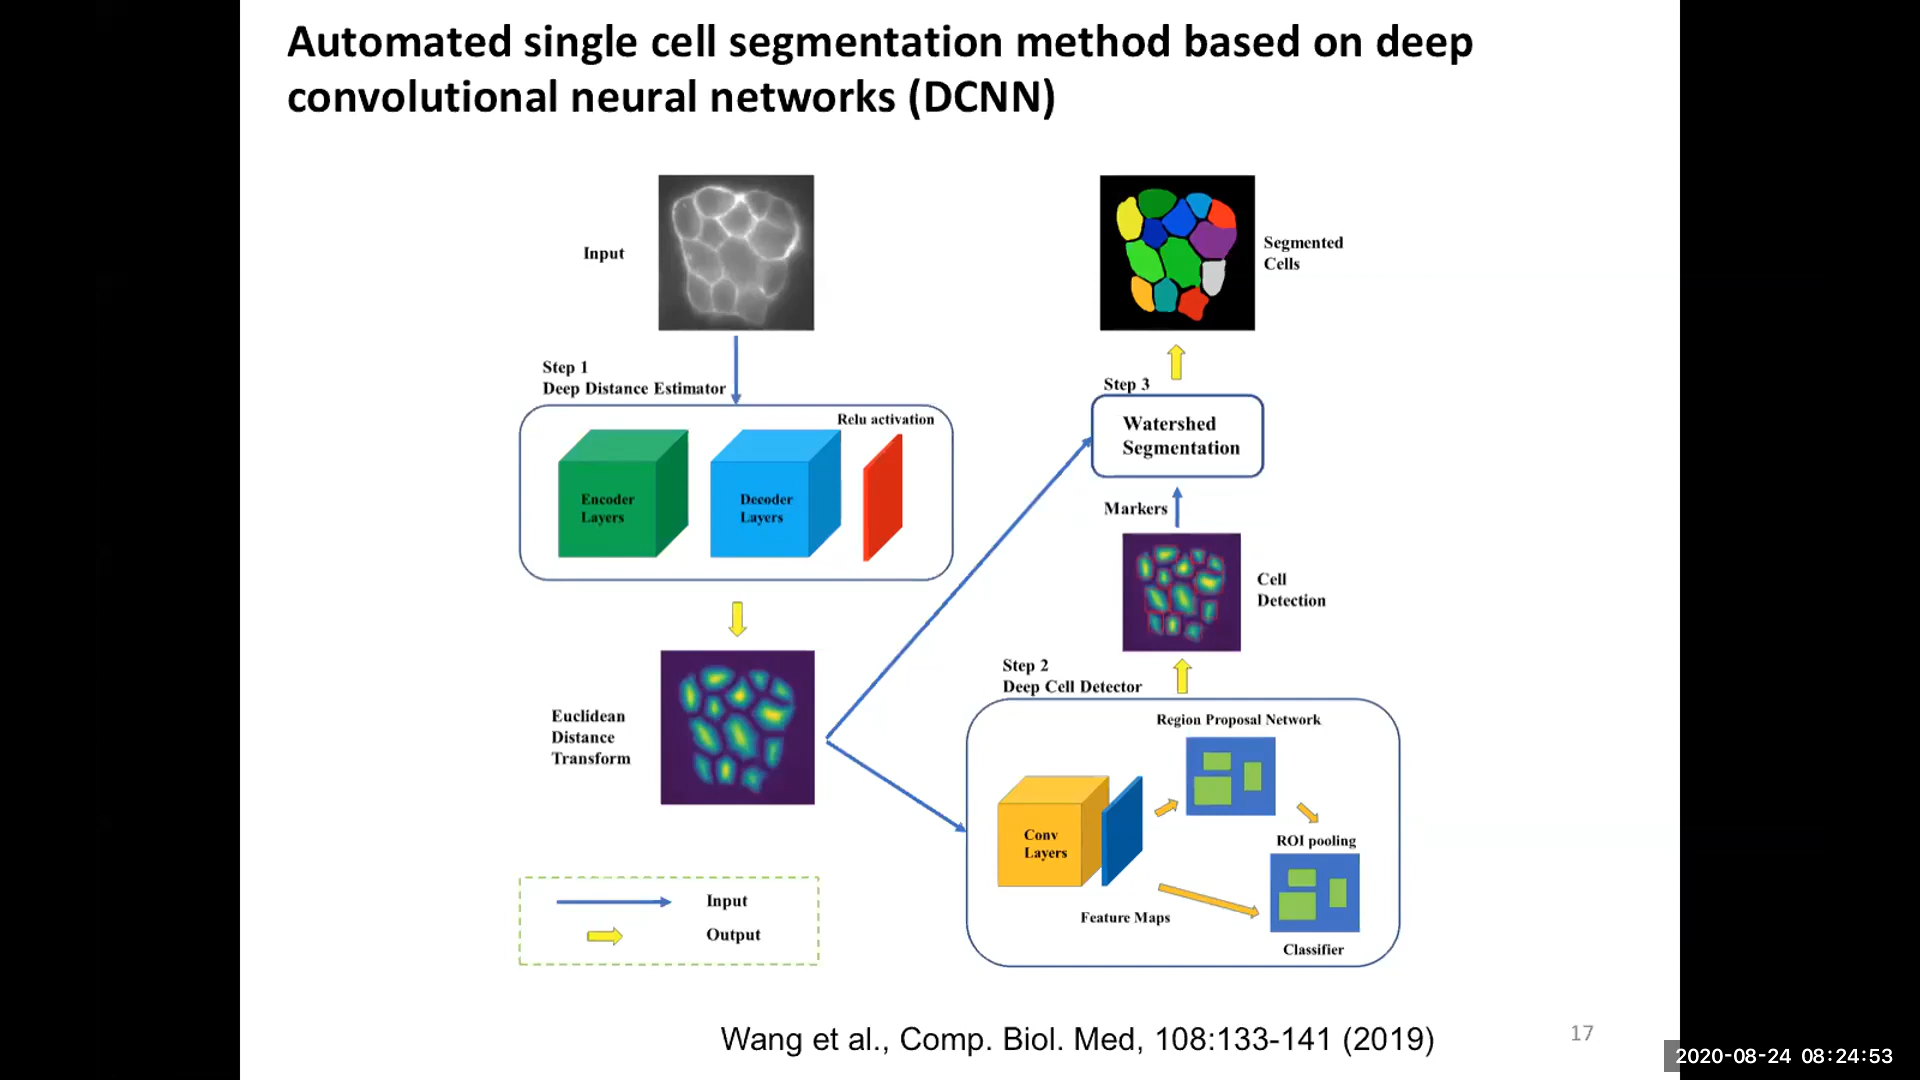 Automated single cell segmentation method based on deep
convolutional neural networks (DCNN)
Input
Step 1
Deep Distance Estimator
Relu activation
Encoder
Layers
Decoder
Layers
Euclidean
Distance
Transform
Input
Output
Segmented
Cells
Step 3
Watershed
Segmentation
Markers
Cell
Detection
Step 2
Deep Cell Detector
Region Proposal Network
Conv
Layers
ROI pooling
Feature Maps
Classifier
Wang et al., Comp. Biol. Med, 108:133-141 (2019)
17
2020-08-24 08:24:53